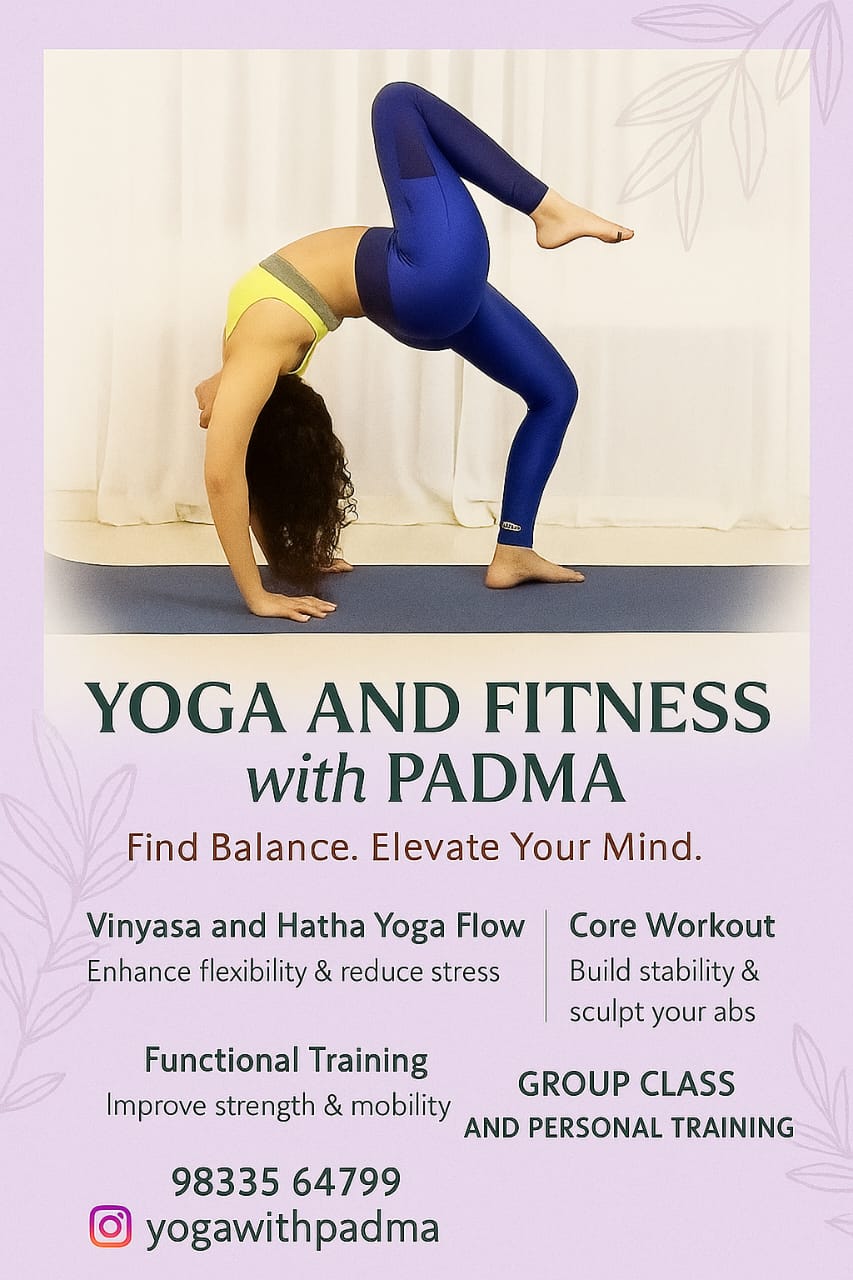 YOGA AND FITNESS
with PADMA
Find Balance. Elevate Your Mind.
Vinyasa and Hatha Yoga Flow
Enhance flexibility & reduce stress
Core Workout
Build stability &
sculpt your abs
Functional Training
Improve strength & mobility
GROUP CLASS
AND PERSONAL TRAINING
98335 64799
yogawithpadma